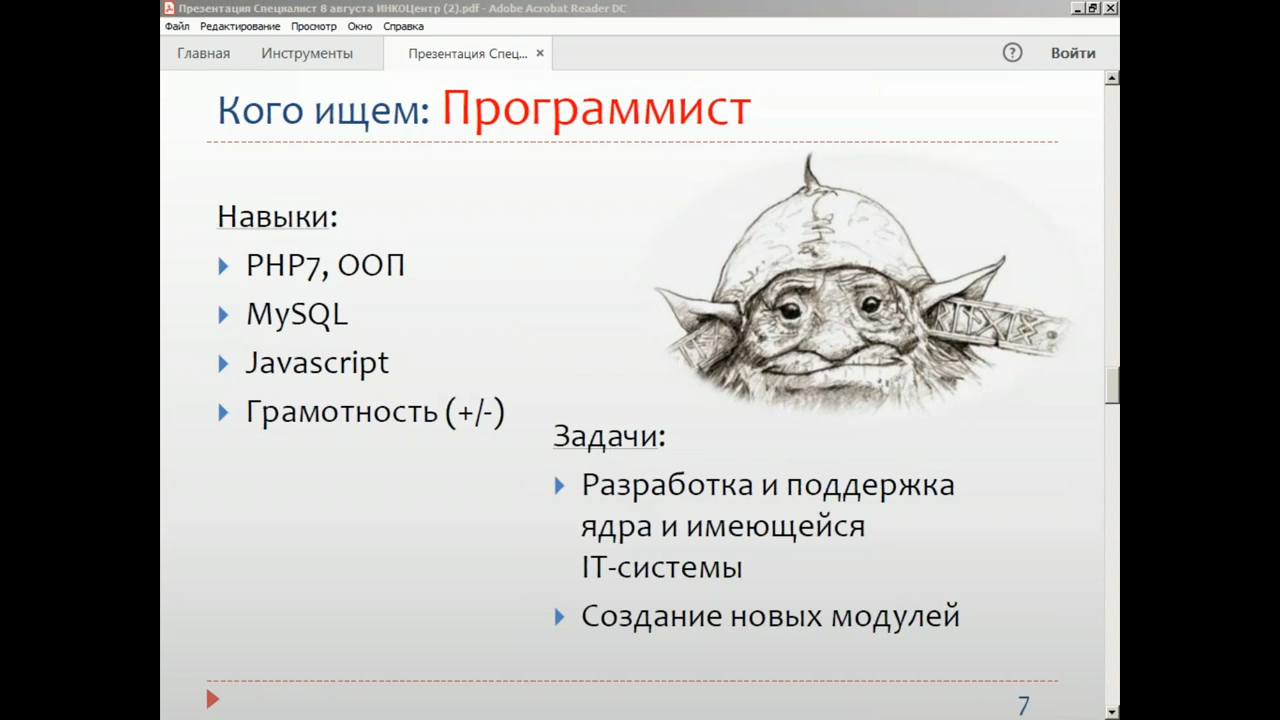 Презентация Специалист 8 августа ИНКОЦентр (2).pdf - Adobe Acrobat Reader DC
Файл Редактирование Просмотр Окно Справка
Главная Инструменты Презентация Спец... × ? Войти
Кого ищем: Программист
Навыки:
PHP7, ООП
MySQL
Javascript
Грамотность (+/-)
Задачи:
Разработка и поддержка
ядра и имеющейся
IT-системы
Создание новых модулей
7